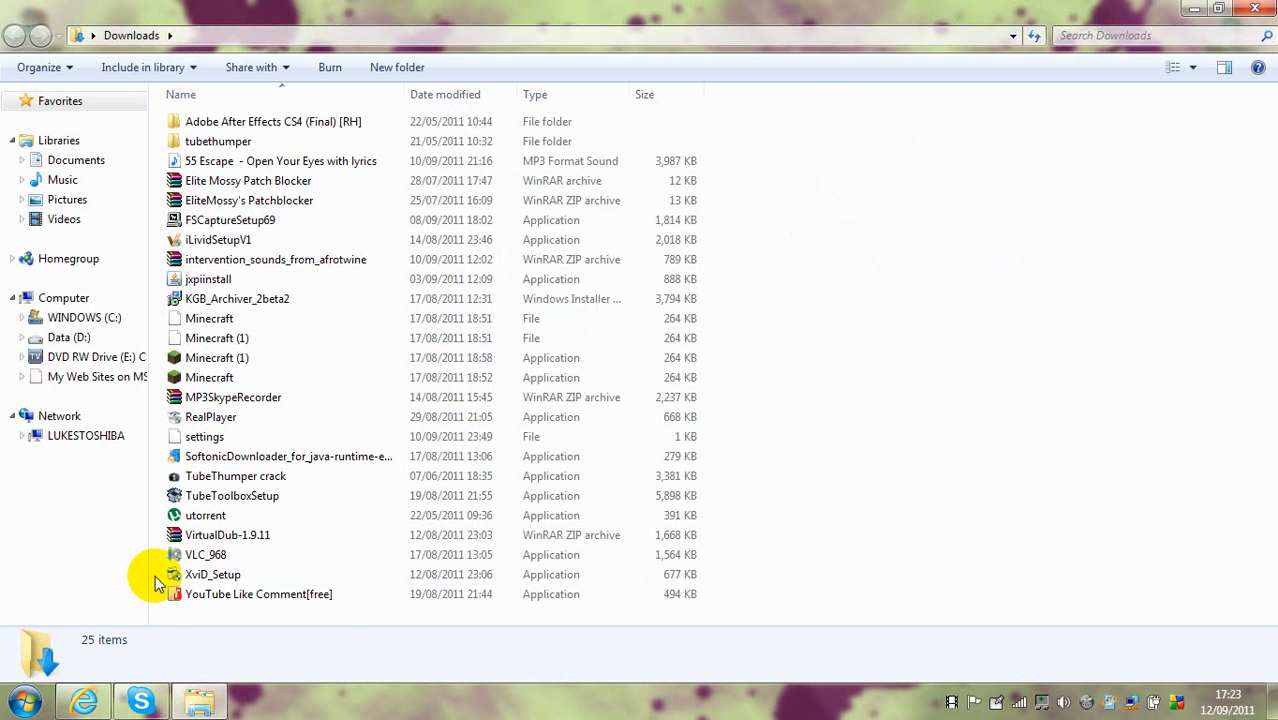 Downloads
Search Downloads
Organize Include in library Share with Burn New folder
Favorites
Libraries
Documents
Music
Pictures
Videos
Homegroup
Computer
WINDOWS (C:)
Data (D:)
DVD RW Drive (E:) C
My Web Sites on MS
Network
LUKESTOSHIBA
Name Date modified Type Size
Adobe After Effects CS4 (Final) [RH] 22/05/2011 10:44 File folder
tubethumper 21/05/2011 10:32 File folder
55 Escape - Open Your Eyes with lyrics 10/09/2011 21:16 MP3 Format Sound 3,987 KB
Elite Mossy Patch Blocker 28/07/2011 17:47 WinRAR archive 12 KB
EliteMossy's Patchblocker 25/07/2011 16:09 WinRAR ZIP archive 13 KB
FSCaptureSetup69 08/09/2011 18:02 Application 1,814 KB
iLividSetupV1 14/08/2011 23:46 Application 2,018 KB
intervention_sounds_from_afrotwine 10/09/2011 12:02 WinRAR ZIP archive 789 KB
jxpiinstall 03/09/2011 12:09 Application 888 KB
KGB_Archiver_2beta2 17/08/2011 12:31 Windows Installer ... 3,794 KB
Minecraft 17/08/2011 18:51 File 264 KB
Minecraft (1) 17/08/2011 18:51 File 264 KB
Minecraft (1) 17/08/2011 18:58 Application 264 KB
Minecraft 17/08/2011 18:52 Application 264 KB
MP3SkypeRecorder 14/08/2011 15:45 WinRAR ZIP archive 2,237 KB
RealPlayer 29/08/2011 21:05 Application 668 KB
settings 10/09/2011 23:49 File 1 KB
SoftonicDownloader_for_java-runtime-e... 17/08/2011 13:06 Application 279 KB
TubeThumper crack 07/06/2011 18:35 Application 3,381 KB
TubeToolboxSetup 19/08/2011 21:55 Application 5,898 KB
utorrent 22/05/2011 09:36 Application 391 KB
VirtualDub-1.9.11 12/08/2011 23:03 WinRAR ZIP archive 1,668 KB
VLC_968 17/08/2011 13:05 Application 1,564 KB
XviD_Setup 12/08/2011 23:06 Application 677 KB
YouTube Like Comment[free] 19/08/2011 21:44 Application 494 KB
25 items
17:23
12/09/2011